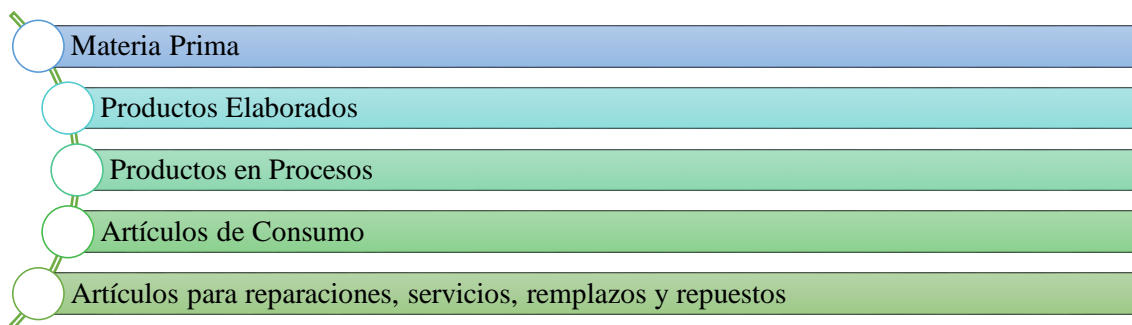 Materia Prima
Productos Elaborados
Productos en Procesos
Artículos de Consumo
Artículos para reparaciones, servicios, remplazos y repuestos